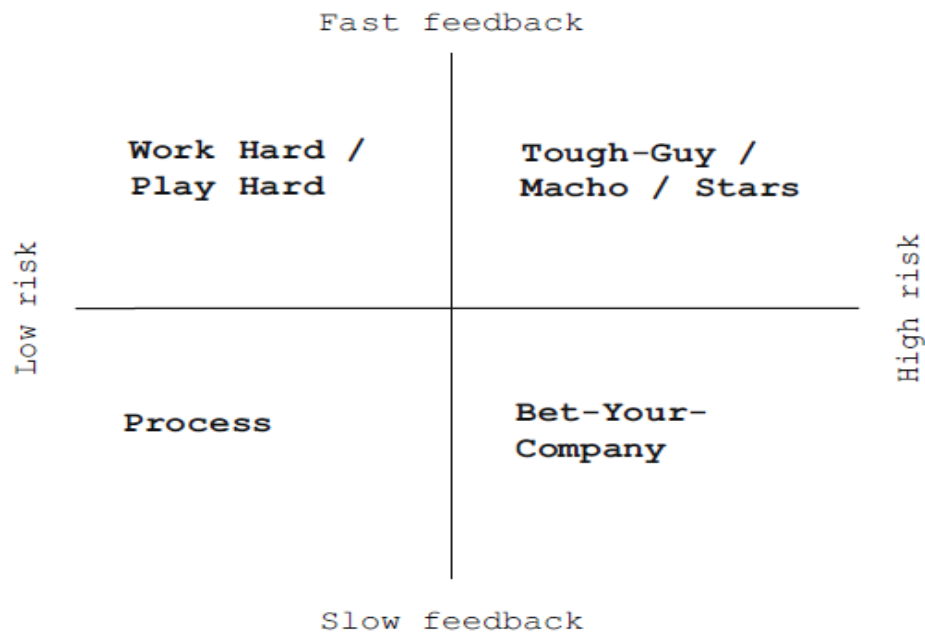 Fast feedback
Work Hard /
Play Hard
Tough-Guy /
Macho / Stars
Low risk
High risk
Process
Bet-Your-
Company
Slow feedback